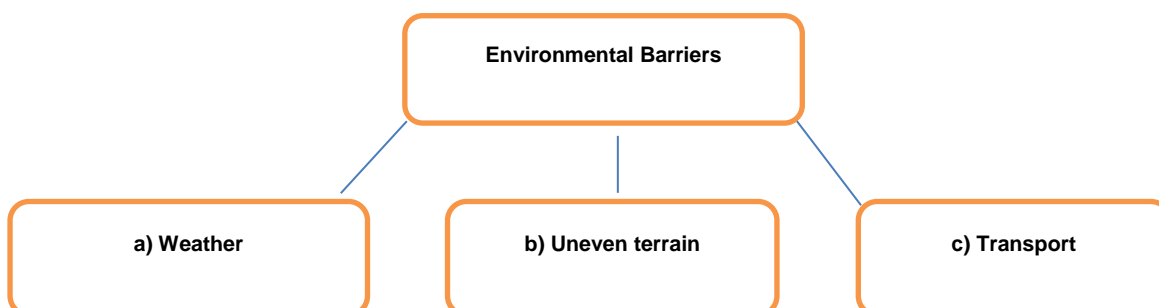 Environmental Barriers
a) Weather
b) Uneven terrain
c) Transport